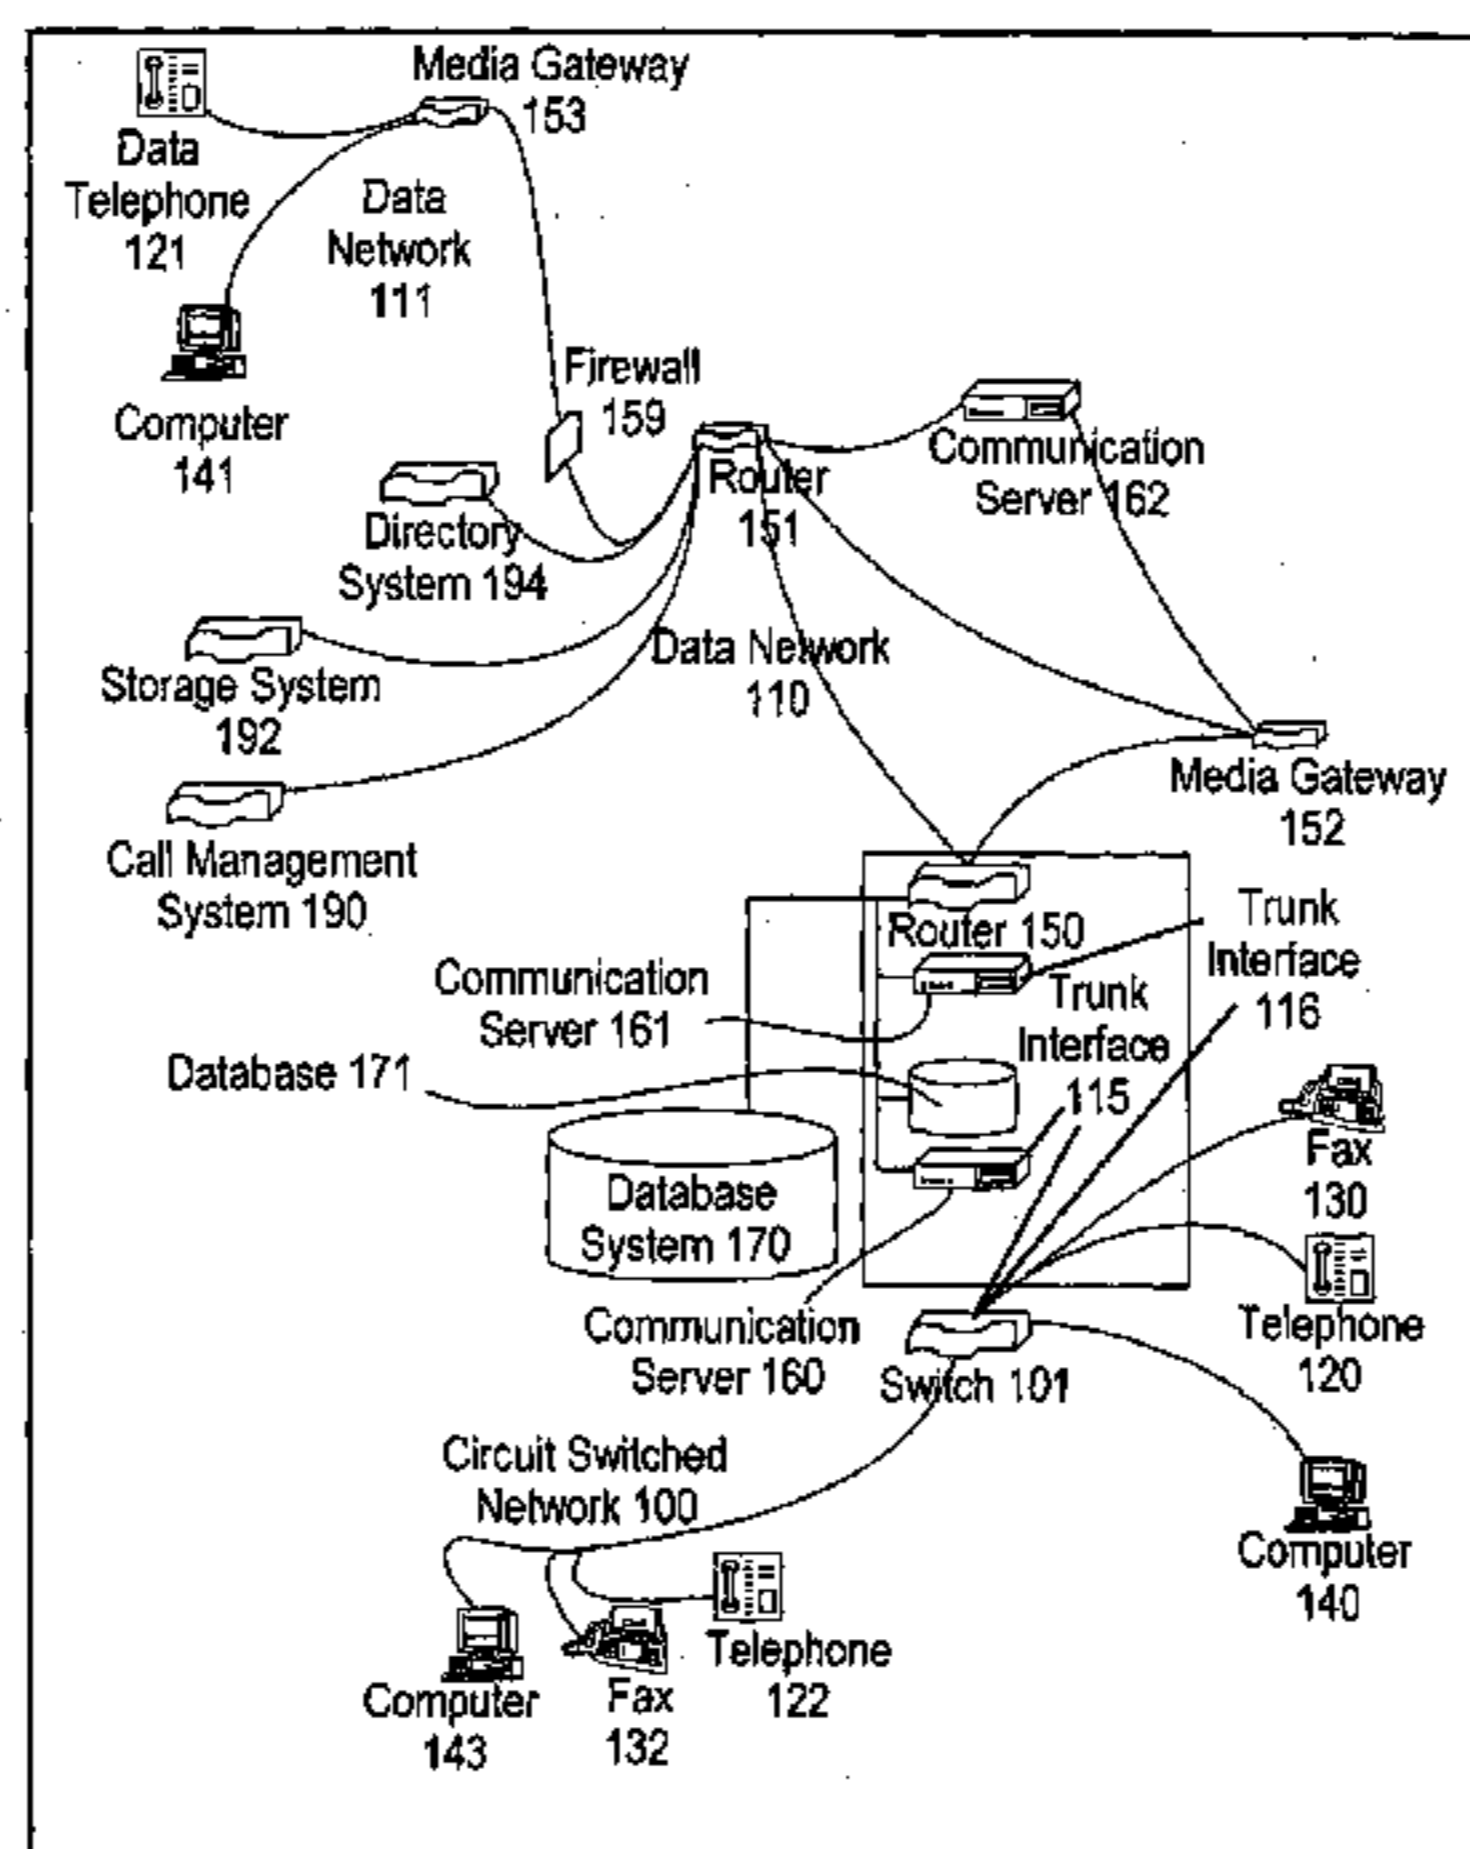 Media Gateway
153
Data
Telephone
121
Data
Network
111
Computer
141
Firewall
159
Router
151
Communication
Server 162
Directory
System 194
Storage System
192
Data Network
110
Media Gateway
152
Call Management
System 190
Router 150
Trunk
Interface
116
Communication
Server 161
Trunk
Interface
115
Database 171
Fax
130
Database
System 170
Communication
Server 160
Switch 101
Telephone
120
Circuit Switched
Network 100
Computer
140
Computer
143
Fax
132
Telephone
122